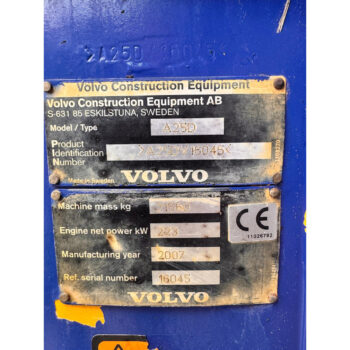 Volvo Construction Equipment
Volvo Construction Equipment AB
S-631 85 ESKILSTUNA, SWEDEN
Model / Type A25D
Product
Identification
Number
Made in Sweden
VOLVO
Machine mass kg
Engine net power kW 223
Manufacturing year 2007
Ref. serial number 16045
VOLVO
CE
11026792